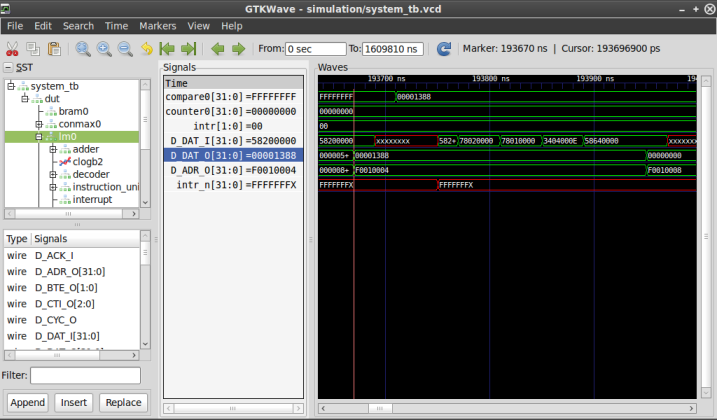 GTKWave - simulation/system_tb.vcd
File Edit Search Time Markers View Help
From: 0 sec To: 1609810 ns Marker: 193670 ns | Cursor: 193696900 ps
SST
system_tb
dut
bram0
conmax0
lm0
adder
clogb2
decoder
instruction_uni
interrupt
Type Signals
wire D_ACK_I
wire D_ADR_O[31:0]
wire D_BTE_O[1:0]
wire D_CTI_O[2:0]
wire D_CYC_O
wire D_DAT_I[31:0]
Filter:
Append Insert Replace
Signals
Time
compare0[31:0] =FFFFFFFF
counter0[31:0] =00000000
intr[1:0] =00
D_DAT_I[31:0] =58200000
D_DAT_O[31:0] =00001388
D_ADR_O[31:0] =F0010004
intr_n[31:0] =FFFFFFFX
Waves
193700 ns 193800 ns 193900 ns 194
FFFFFFFF 00001388
00000000
00
58200000 xxxxxxxx 582+ 78020000 78010000 3404000E 58640000 xxxxxxx
000005+ 00001388 00000000
000008+ F0010004 F0010008
FFFFFFFX FFFFFFFX